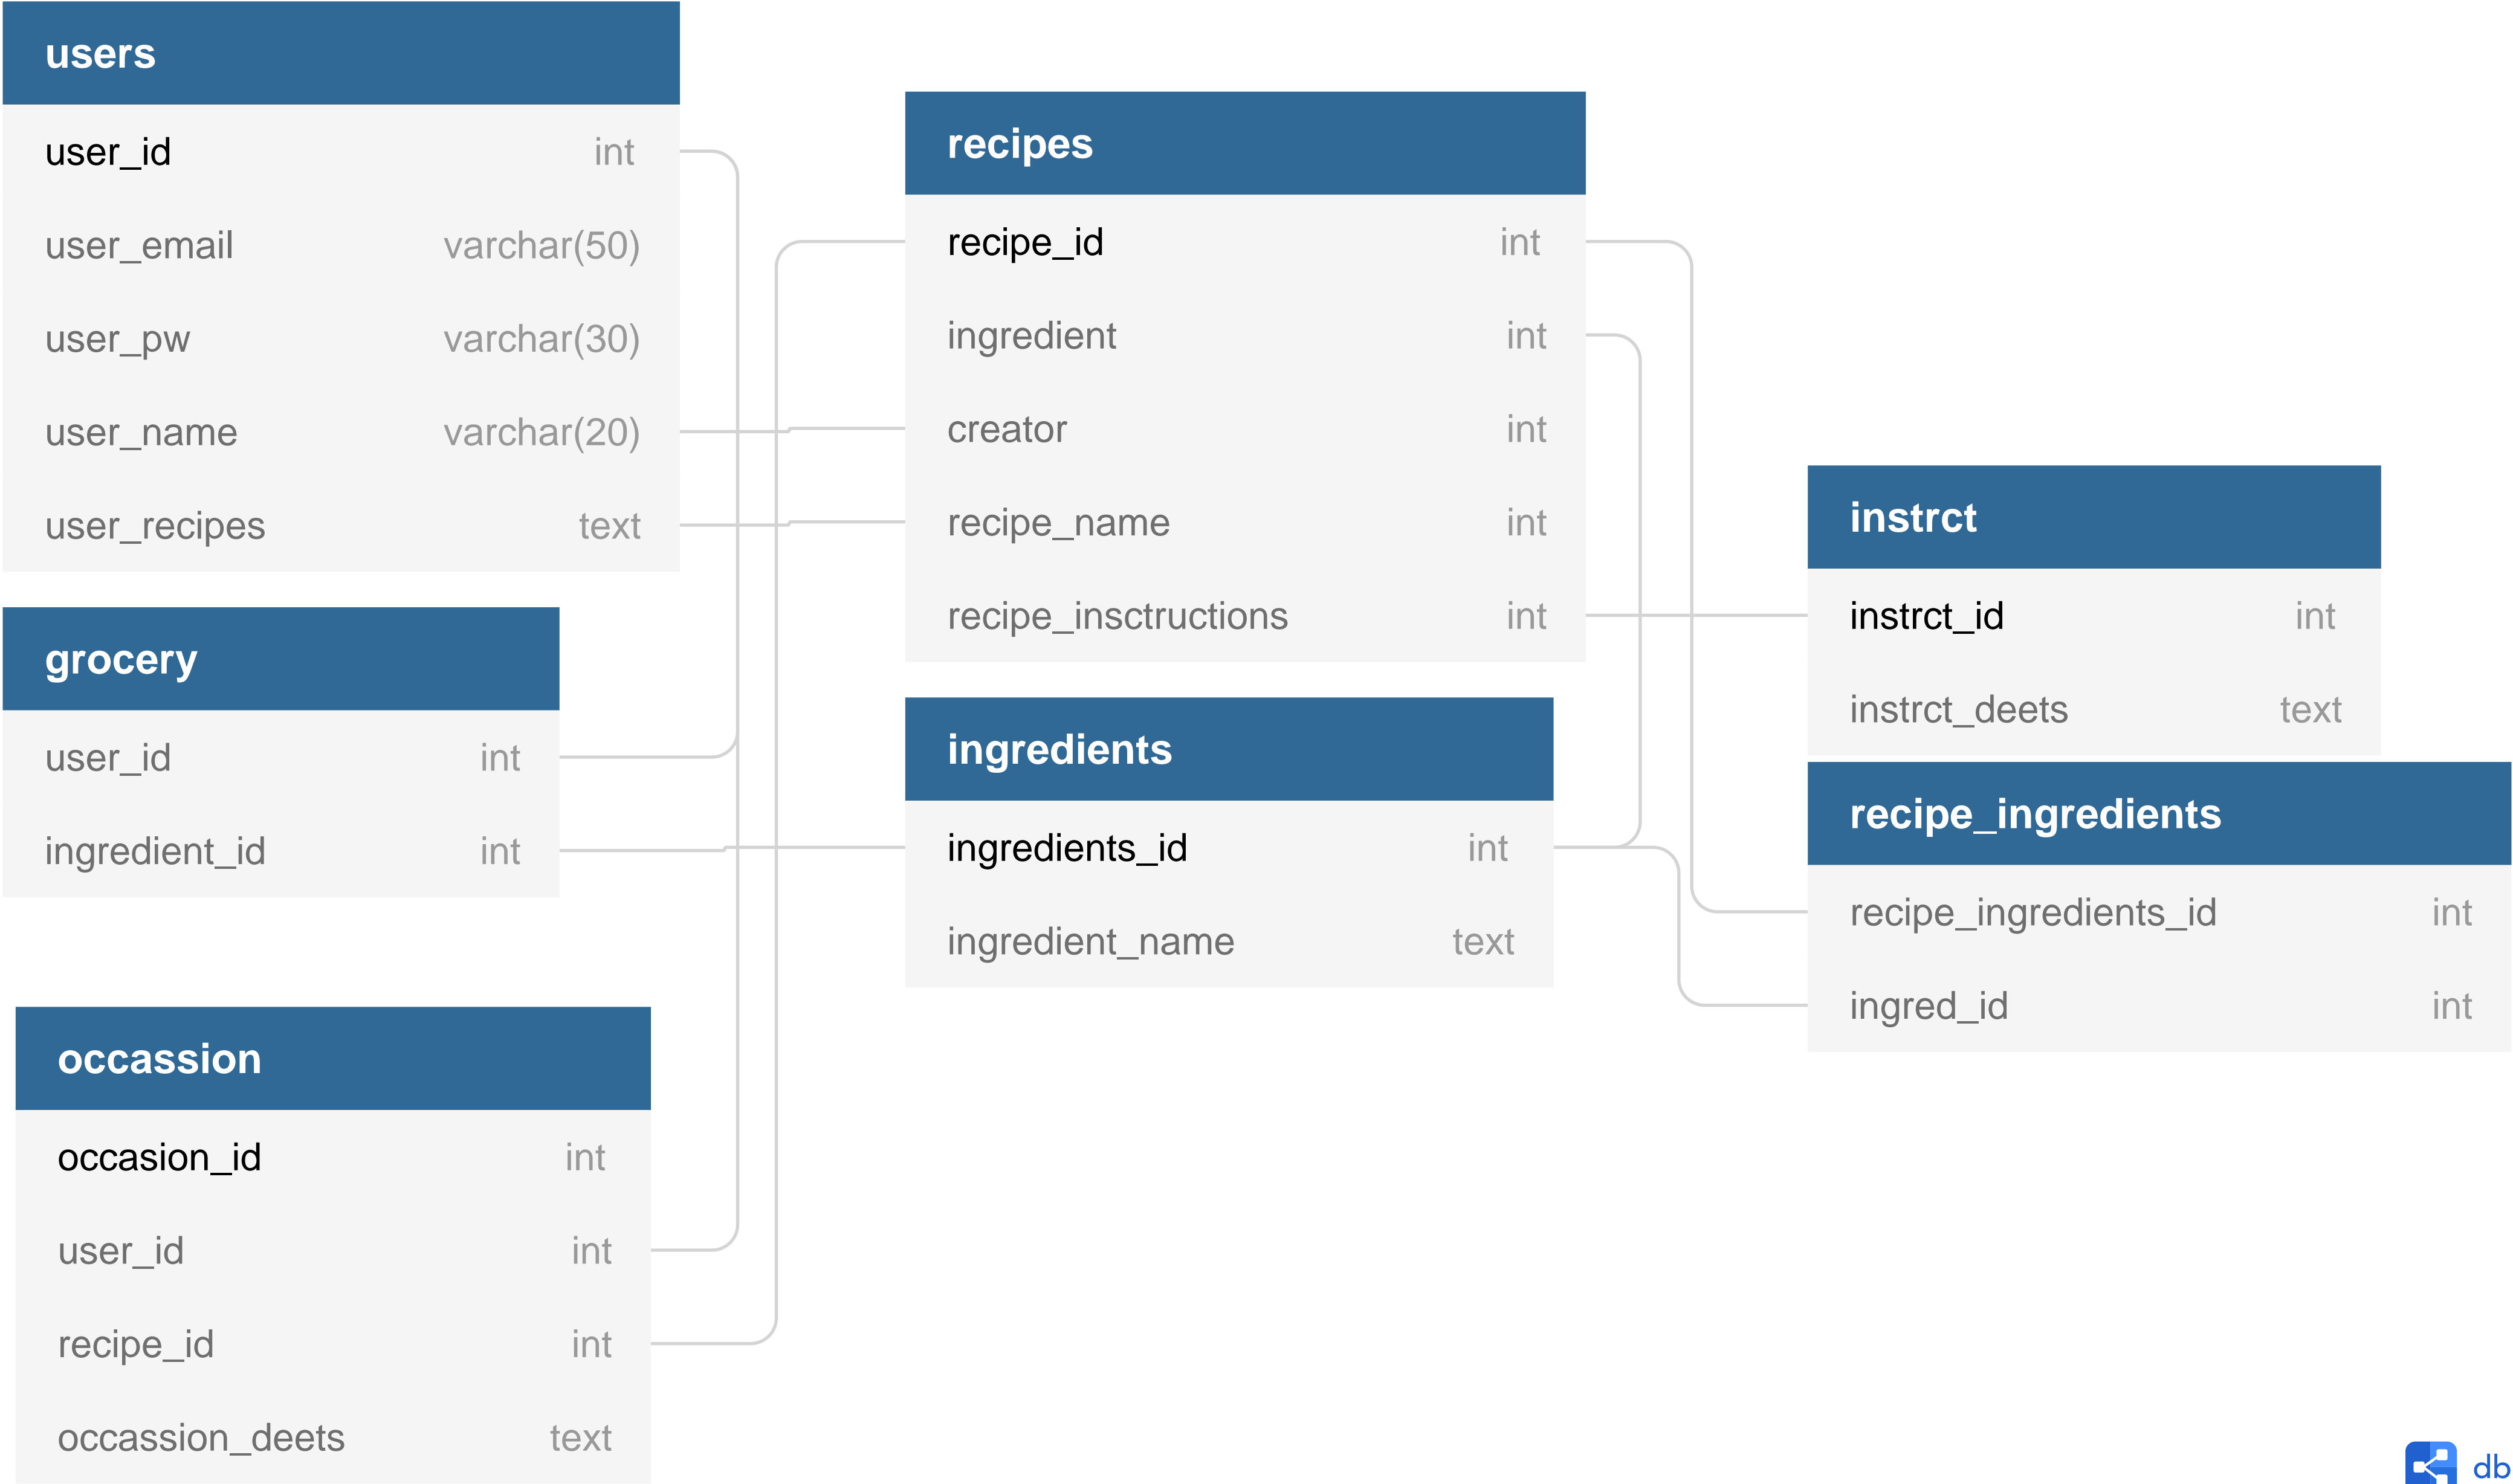 users
user_id int
user_email varchar(50)
user_pw varchar(30)
user_name varchar(20)
user_recipes text
grocery
user_id int
ingredient_id int
occassion
occasion_id int
user_id int
recipe_id int
occassion_deets text
recipes
recipe_id int
ingredient int
creator int
recipe_name int
recipe_insctructions int
ingredients
ingredients_id int
ingredient_name text
instrct
instrct_id int
instrct_deets text
recipe_ingredients
recipe_ingredients_id int
ingred_id int
db